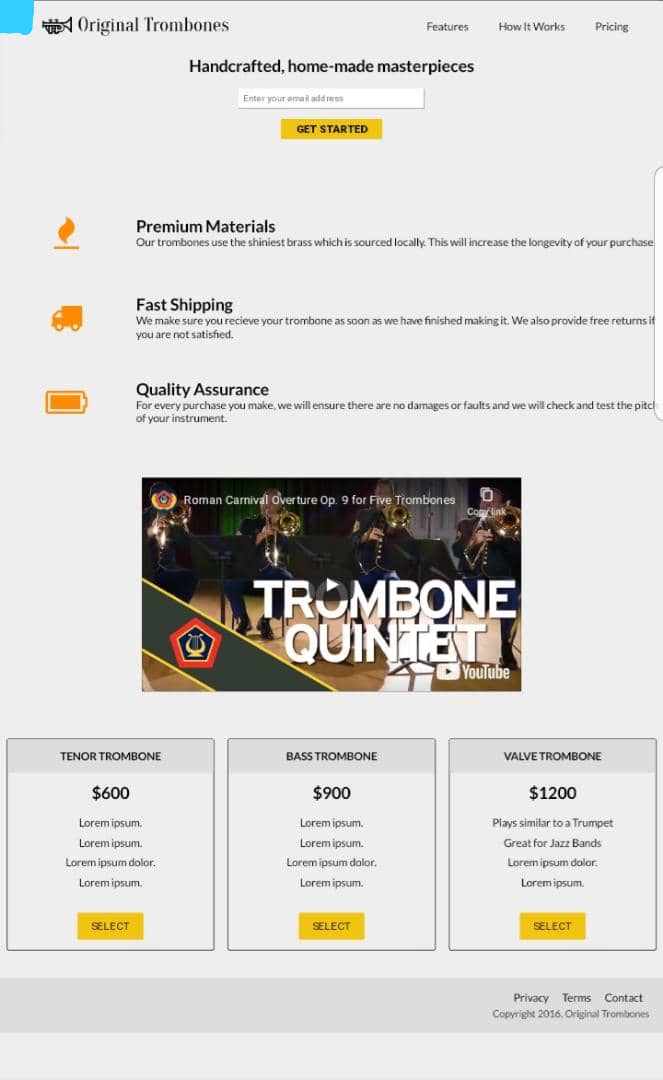 Original Trombones
Features How It Works Pricing
Handcrafted, home-made masterpieces
Enter your email address
GET STARTED
Premium Materials
Our trombones use the shiniest brass which is sourced locally. This will increase the longevity of your purchase
Fast Shipping
We make sure you recieve your trombone as soon as we have finished making it. We also provide free returns if
you are not satisfied.
Quality Assurance
For every purchase you make, we will ensure there are no damages or faults and we will check and test the pitch
of your instrument.
Roman Carnival Overture Op. 9 for Five Trombones
Copy link
TROMBONE
QUINTET
YouTube
TENOR TROMBONE
$600
Lorem ipsum.
Lorem ipsum.
Lorem ipsum dolor.
Lorem ipsum.
SELECT
BASS TROMBONE
$900
Lorem ipsum.
Lorem ipsum.
Lorem ipsum dolor.
Lorem ipsum.
SELECT
VALVE TROMBONE
$1200
Plays similar to a Trumpet
Great for Jazz Bands
Lorem ipsum dolor.
Lorem ipsum.
SELECT
Privacy Terms Contact
Copyright 2016, Original Trombones